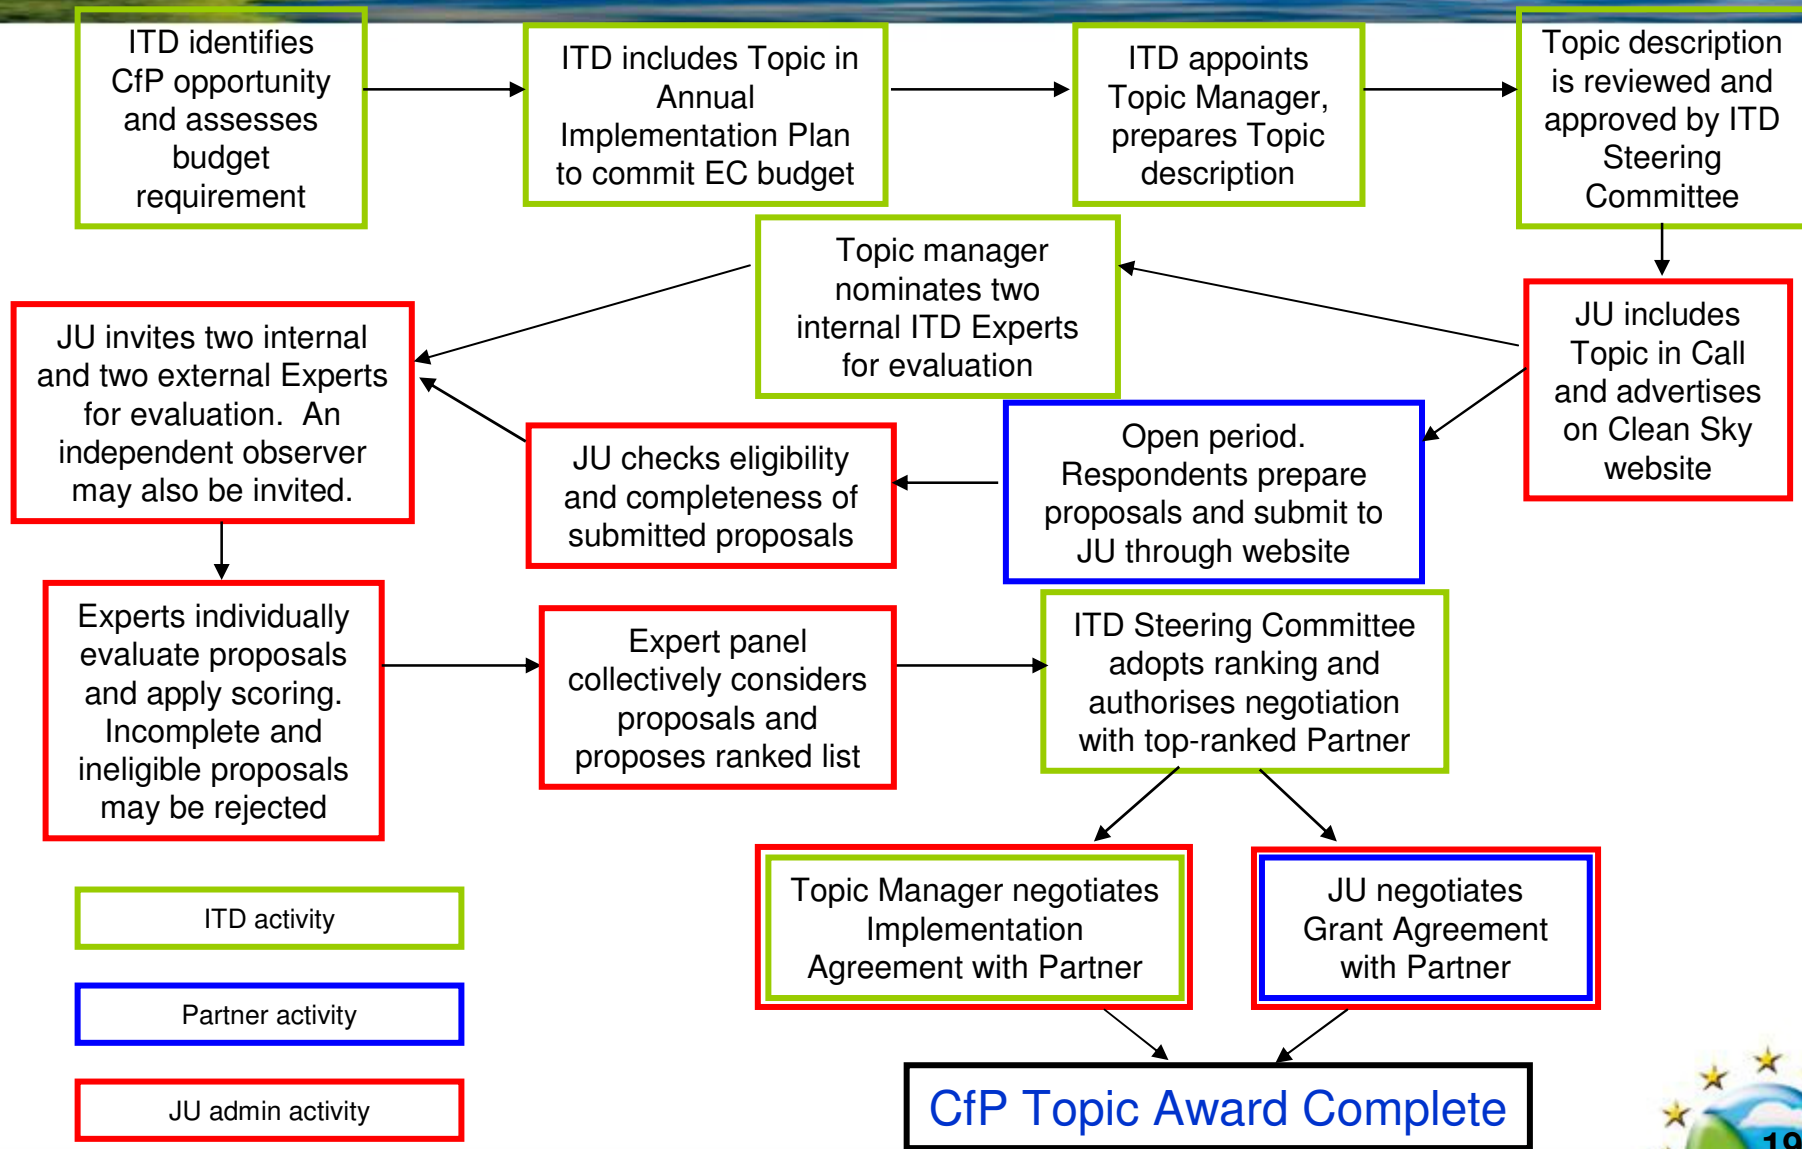 ITD identifies
CfP opportunity
and assesses
budget
requirement
ITD includes Topic in
Annual
Implementation Plan
to commit EC budget
ITD appoints
Topic Manager,
prepares Topic
description
Topic description
is reviewed and
approved by ITD
Steering
Committee
Topic manager
nominates two
internal ITD Experts
for evaluation
JU includes
Topic in Call
and advertises
on Clean Sky
website
JU invites two internal
and two external Experts
for evaluation. An
independent observer
may also be invited.
JU checks eligibility
and completeness of
submitted proposals
Open period.
Respondents prepare
proposals and submit to
JU through website
Experts individually
evaluate proposals
and apply scoring.
Incomplete and
ineligible proposals
may be rejected
Expert panel
collectively considers
proposals and
proposes ranked list
ITD Steering Committee
adopts ranking and
authorises negotiation
with top-ranked Partner
Topic Manager negotiates
Implementation
Agreement with Partner
JU negotiates
Grant Agreement
with Partner
ITD activity
Partner activity
JU admin activity
CfP Topic Award Complete
19